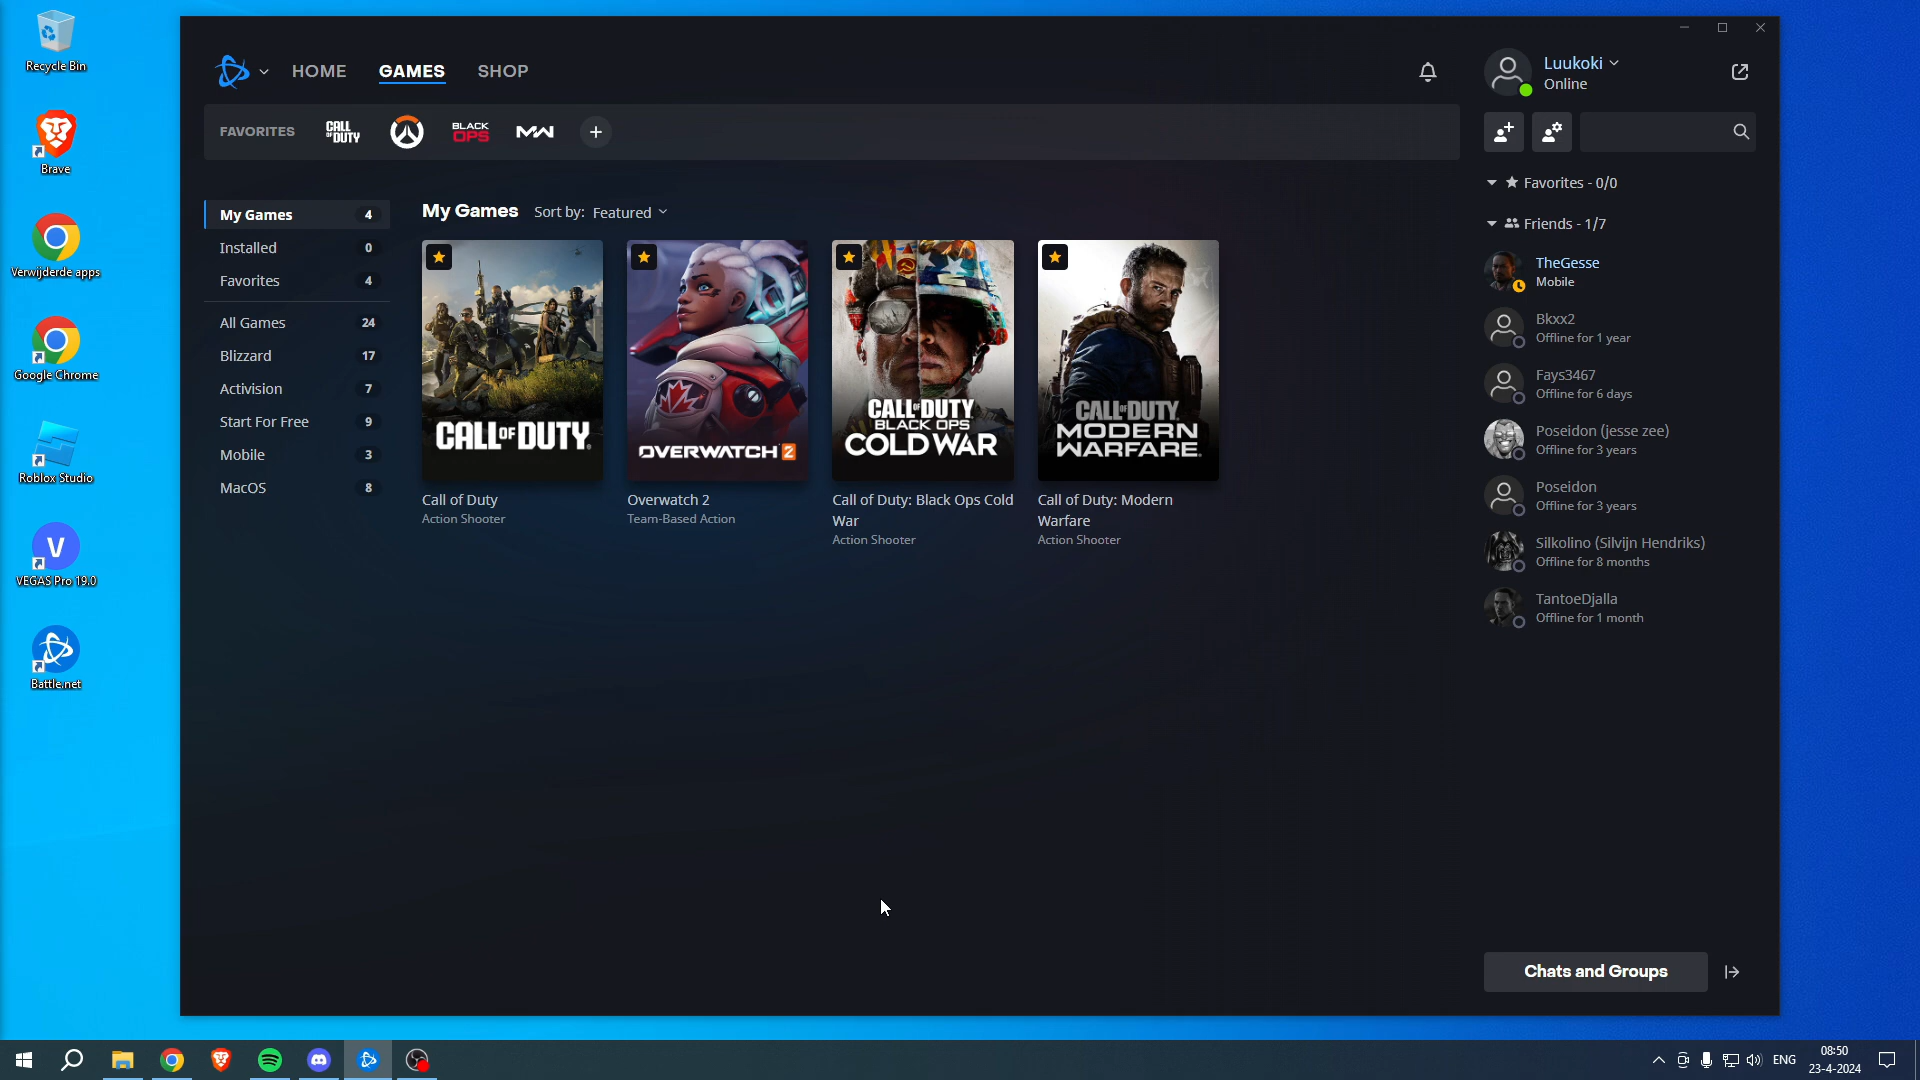 Recycle Bin
Brave
Verwijderde apps
Google Chrome
Roblox Studio
V
VEGAS Pro 19.0
Battle.net
HOME
GAMES
SHOP
FAVORITES
CALL OF DUTY
BLACK OPS
MW
My Games 4
Installed 0
Favorites 4
All Games 24
Blizzard 17
Activision 7
Start For Free 9
Mobile 3
MacOS 8
My Games Sort by: Featured
CALL OF DUTY.
Call of Duty
Action Shooter
OVERWATCH 2
Overwatch 2
Team-Based Action
CALL OF DUTY
BLACK OPS
COLD WAR
Call of Duty: Black Ops Cold
War
Action Shooter
CALL OF DUTY.
MODERN
WARFARE.
Call of Duty: Modern
Warfare
Action Shooter
Luukoki
Online
Favorites - 0/0
Friends - 1/7
TheGesse
Mobile
Bkxx2
Offline for 1 year
Fays3467
Offline for 6 days
Poseidon (jesse zee)
Offline for 3 years
Poseidon
Offline for 3 years
Silkolino (Silvijn Hendriks)
Offline for 8 months
TantoeDjalla
Offline for 1 month
Chats and Groups
ENG
08:50
23-4-2024